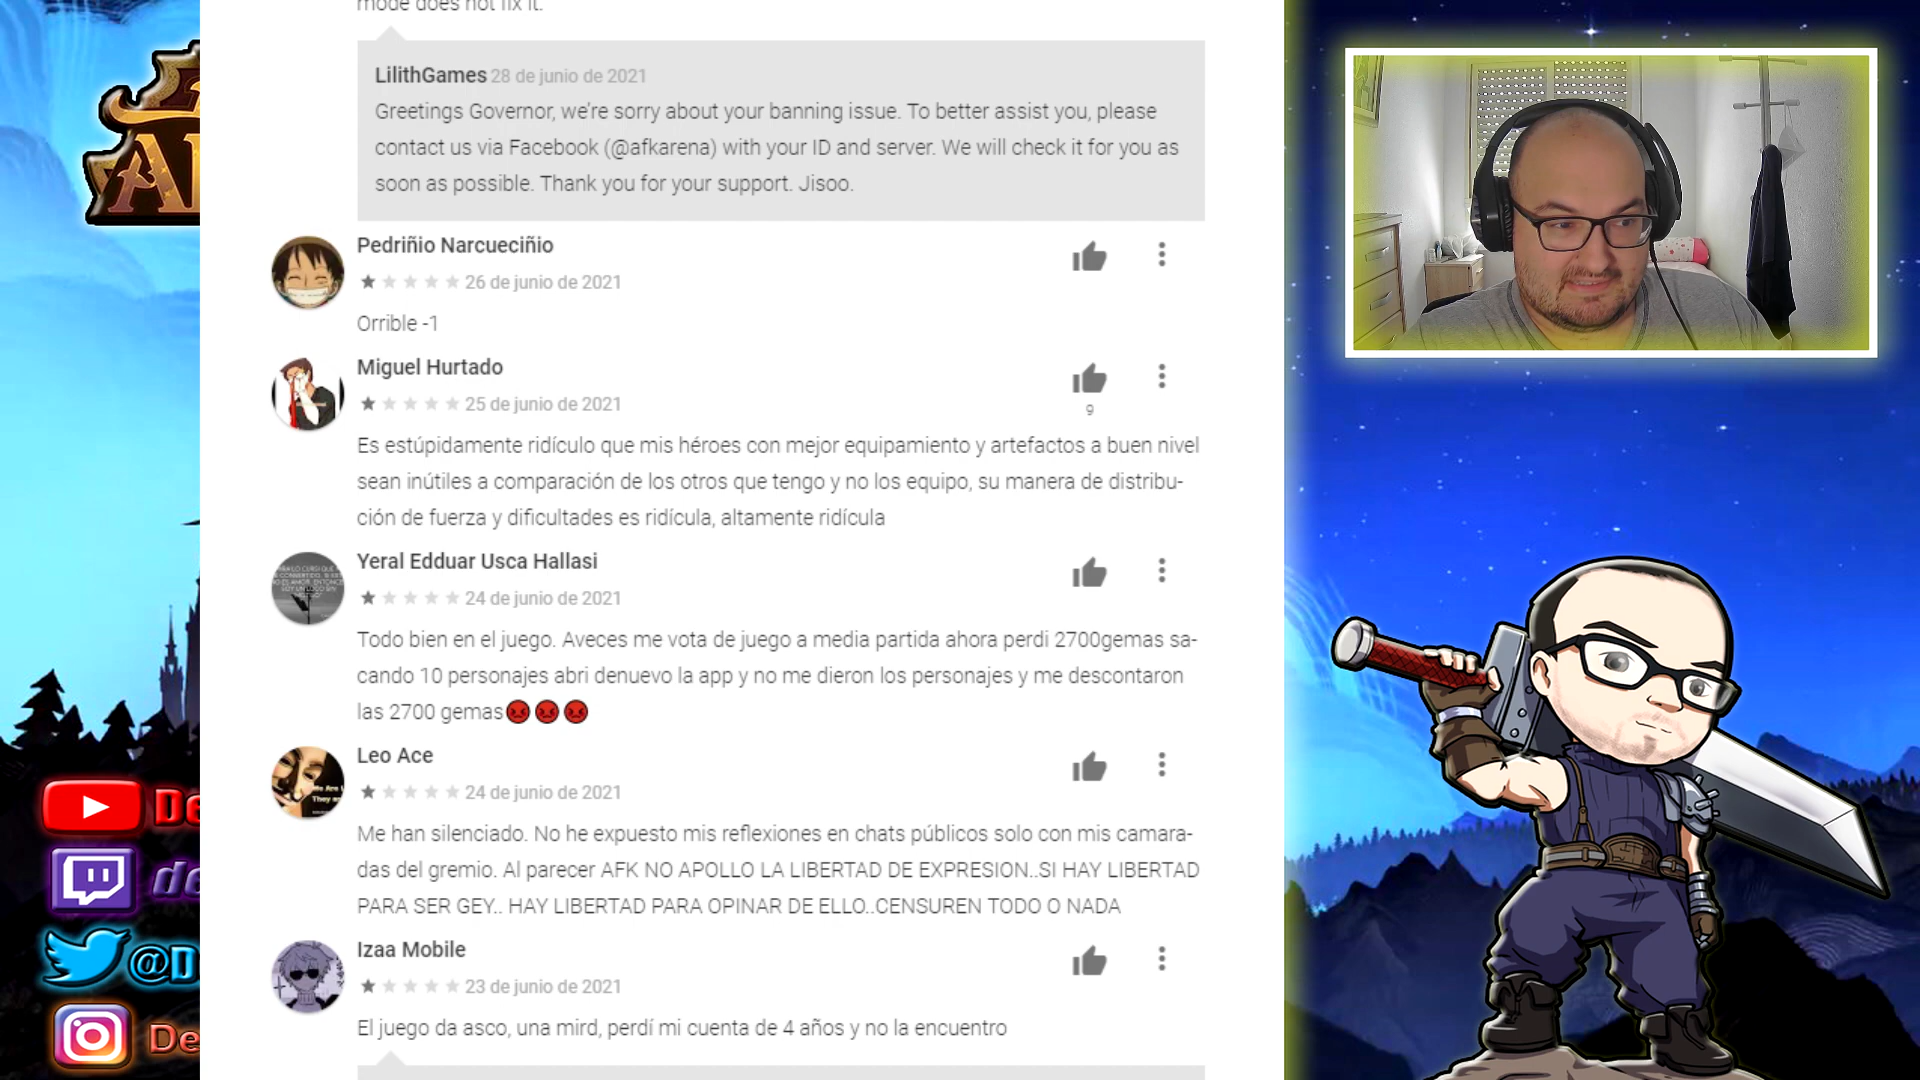 mode does not fix it.
LilithGames 28 de junio de 2021
Greetings Governor, we're sorry about your banning issue. To better assist you, please
contact us via Facebook (@afkarena) with your ID and server. We will check it for you as
soon as possible. Thank you for your support. Jisoo.
Pedriñio Narcueciñio
26 de junio de 2021
Orrible -1
Miguel Hurtado
25 de junio de 2021
9
Es estúpidamente ridículo que mis héroes con mejor equipamiento y artefactos a buen nivel
sean inútiles a comparación de los otros que tengo y no los equipo, su manera de distribu-
ción de fuerza y dificultades es ridícula, altamente ridícula
Yeral Edduar Usca Hallasi
24 de junio de 2021
Todo bien en el juego. Aveces me vota de juego a media partida ahora perdi 2700gemas sa-
cando 10 personajes abri denuevo la app y no me dieron los personajes y me descontaron
las 2700 gemas
Leo Ace
24 de junio de 2021
Me han silenciado. No he expuesto mis reflexiones en chats públicos solo con mis camara-
das del gremio. Al parecer AFK NO APOLLO LA LIBERTAD DE EXPRESION..SI HAY LIBERTAD
PARA SER GEY.. HAY LIBERTAD PARA OPINAR DE ELLO..CENSUREN TODO O NADA
Izaa Mobile
23 de junio de 2021
El juego da asco, una mird, perdí mi cuenta de 4 años y no la encuentro
A
De
de
@D
De